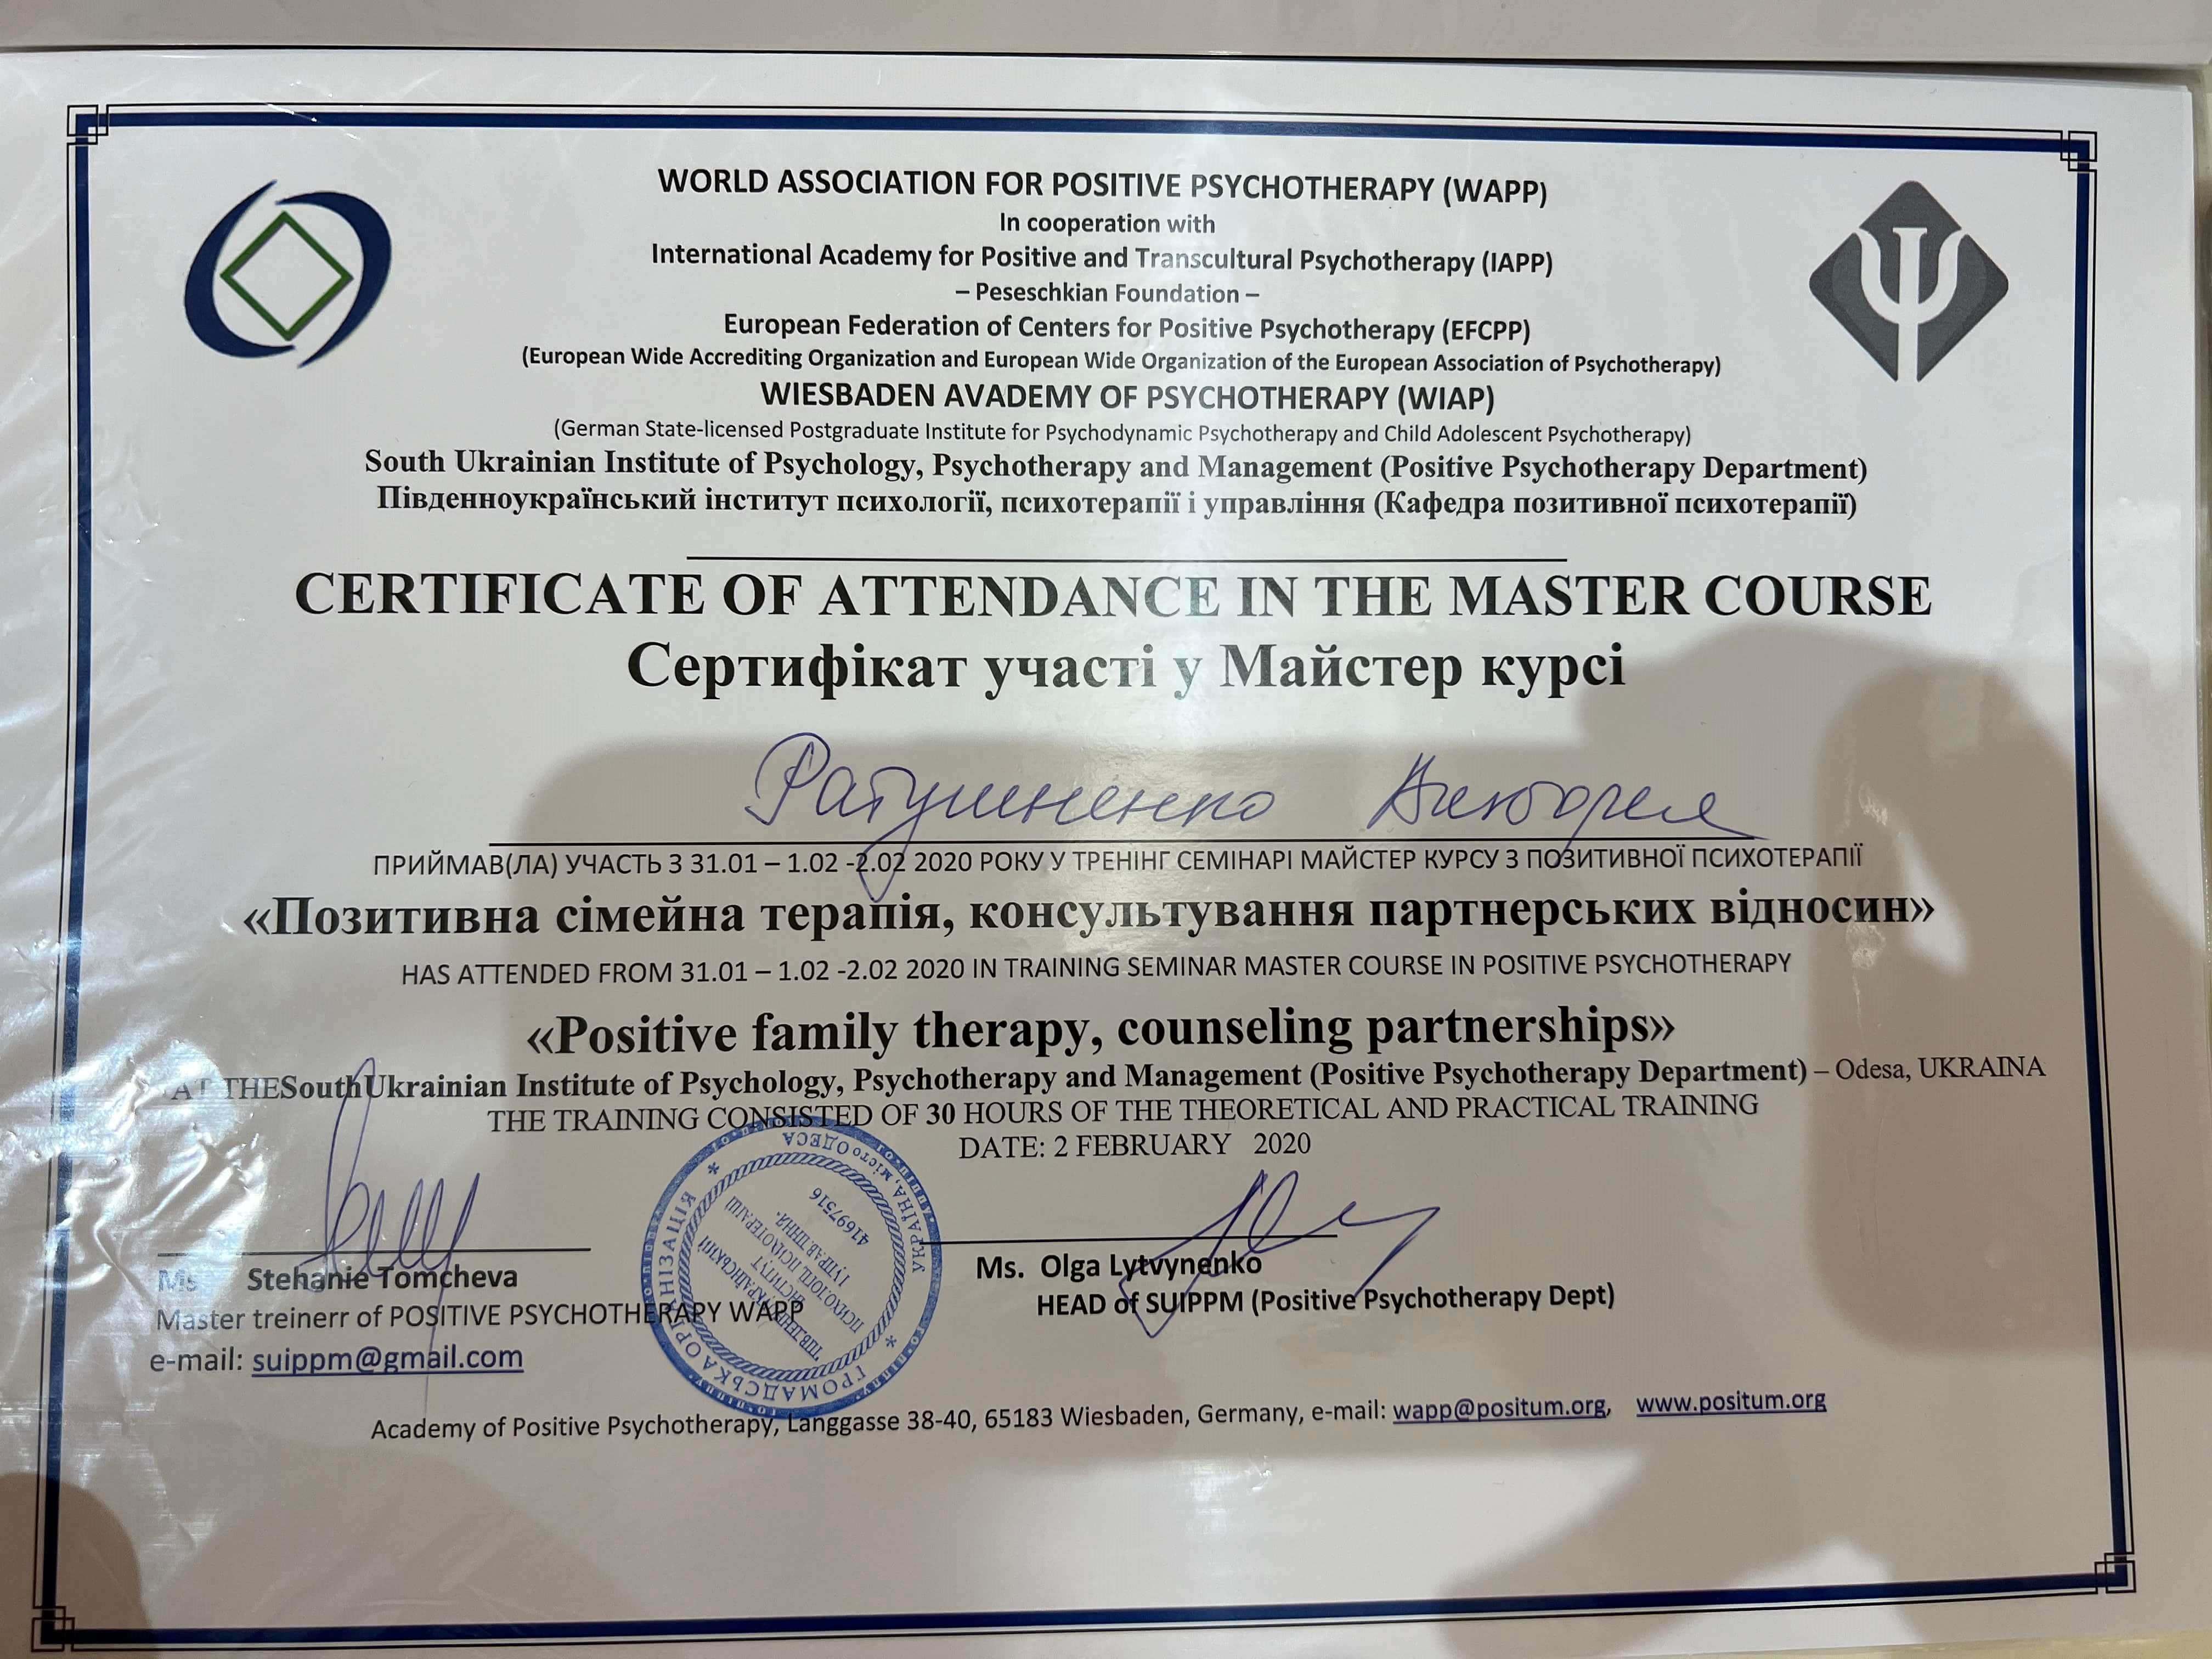 WORLD ASSOCIATION FOR POSITIVE PSYCHOTHERAPY (WAPP)
In cooperation with
International Academy for Positive and Transcultural Psychotherapy (IAPP)
– Peseschkian Foundation –
European Federation of Centers for Positive Psychotherapy (EFCPP)
(European Wide Accrediting Organization and European Wide Organization of the European Association of Psychotherapy)
WIESBADEN AVADEMY OF PSYCHOTHERAPY (WIAP)
(German State-licensed Postgraduate Institute for Psychodynamic Psychotherapy and Child Adolescent Psychotherapy)
South Ukrainian Institute of Psychology, Psychotherapy and Management (Positive Psychotherapy Department)
Південноукраїнський інститут психології, психотерапії і управління (Кафедра позитивної психотерапії)
CERTIFICATE OF ATTENDANCE IN THE MASTER COURSE
Сертифікат участі у Майстер курсі
Ратушненко
ПРИЙМАВ(ЛА) УЧАСТЬ З 31.01 – 1.02 -2.02 2020 РОКУ У ТРЕНІНГ СЕМІНАРІ МАЙСТЕР КУРСУ З ПОЗИТИВНОЇ ПСИХОТЕРАПІЇ
«Позитивна сімейна терапія, консультування партнерських відносин»
HAS ATTENDED FROM 31.01 – 1.02 -2.02 2020 IN TRAINING SEMINAR MASTER COURSE IN POSITIVE PSYCHOTHERAPY
«Positive family therapy, counseling partnerships»
AT THESouthUkrainian Institute of Psychology, Psychotherapy and Management (Positive Psychotherapy Department) – Odesa, UKRAINA
THE TRAINING CONSISTED OF 30 HOURS OF THE THEORETICAL AND PRACTICAL TRAINING
DATE: 2 FEBRUARY 2020
Ms Stehanie Tomcheva
Master treinerr of POSITIVE PSYCHOTHERAPY WAPP
e-mail: suippm@gmail.com
УКРАЇНА, місто ОДЕСА
41697516
Ms. Olga Lytvynenko
HEAD of SUIPPM (Positive Psychotherapy Dept)
Academy of Positive Psychotherapy, Langgasse 38-40, 65183 Wiesbaden, Germany, e-mail: wapp@positum.org, www.positum.org